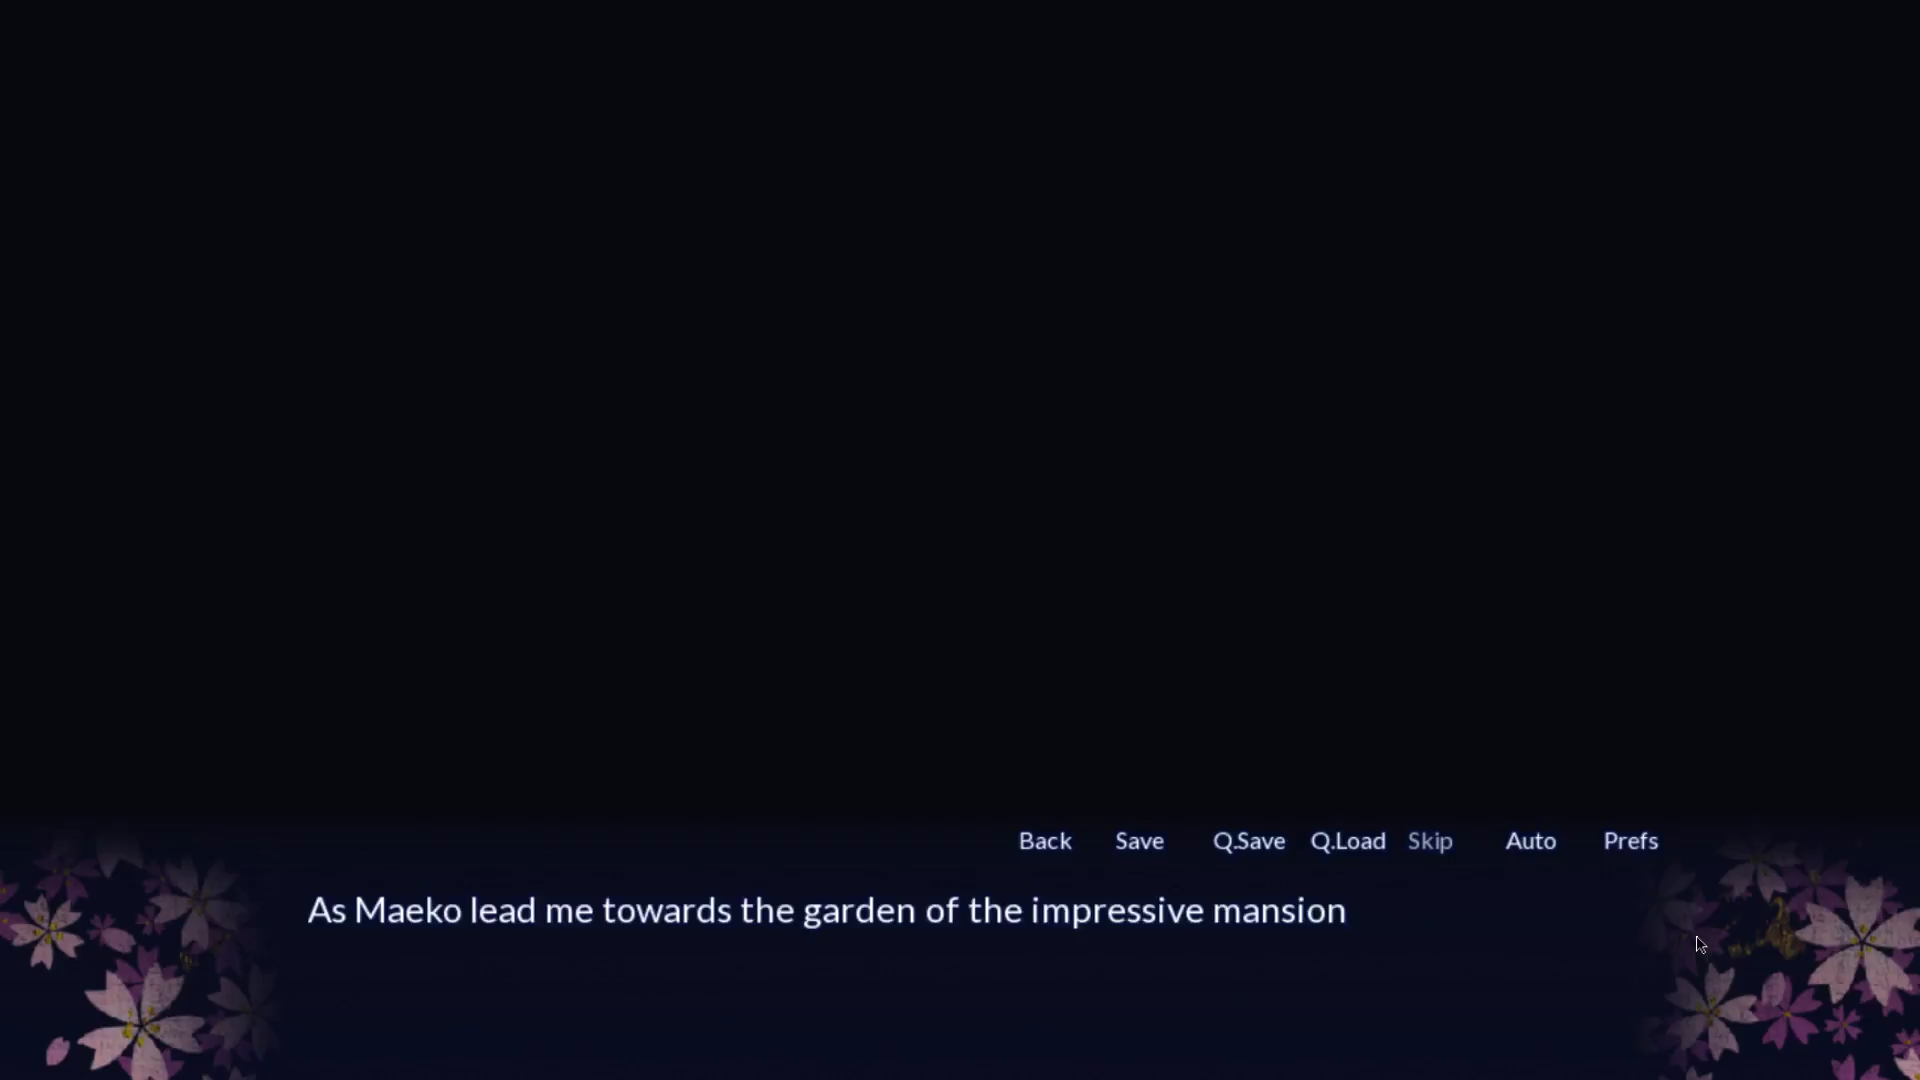 Back Save Q.Save Q.Load Skip Auto Prefs
As Maeko lead me towards the garden of the impressive mansion